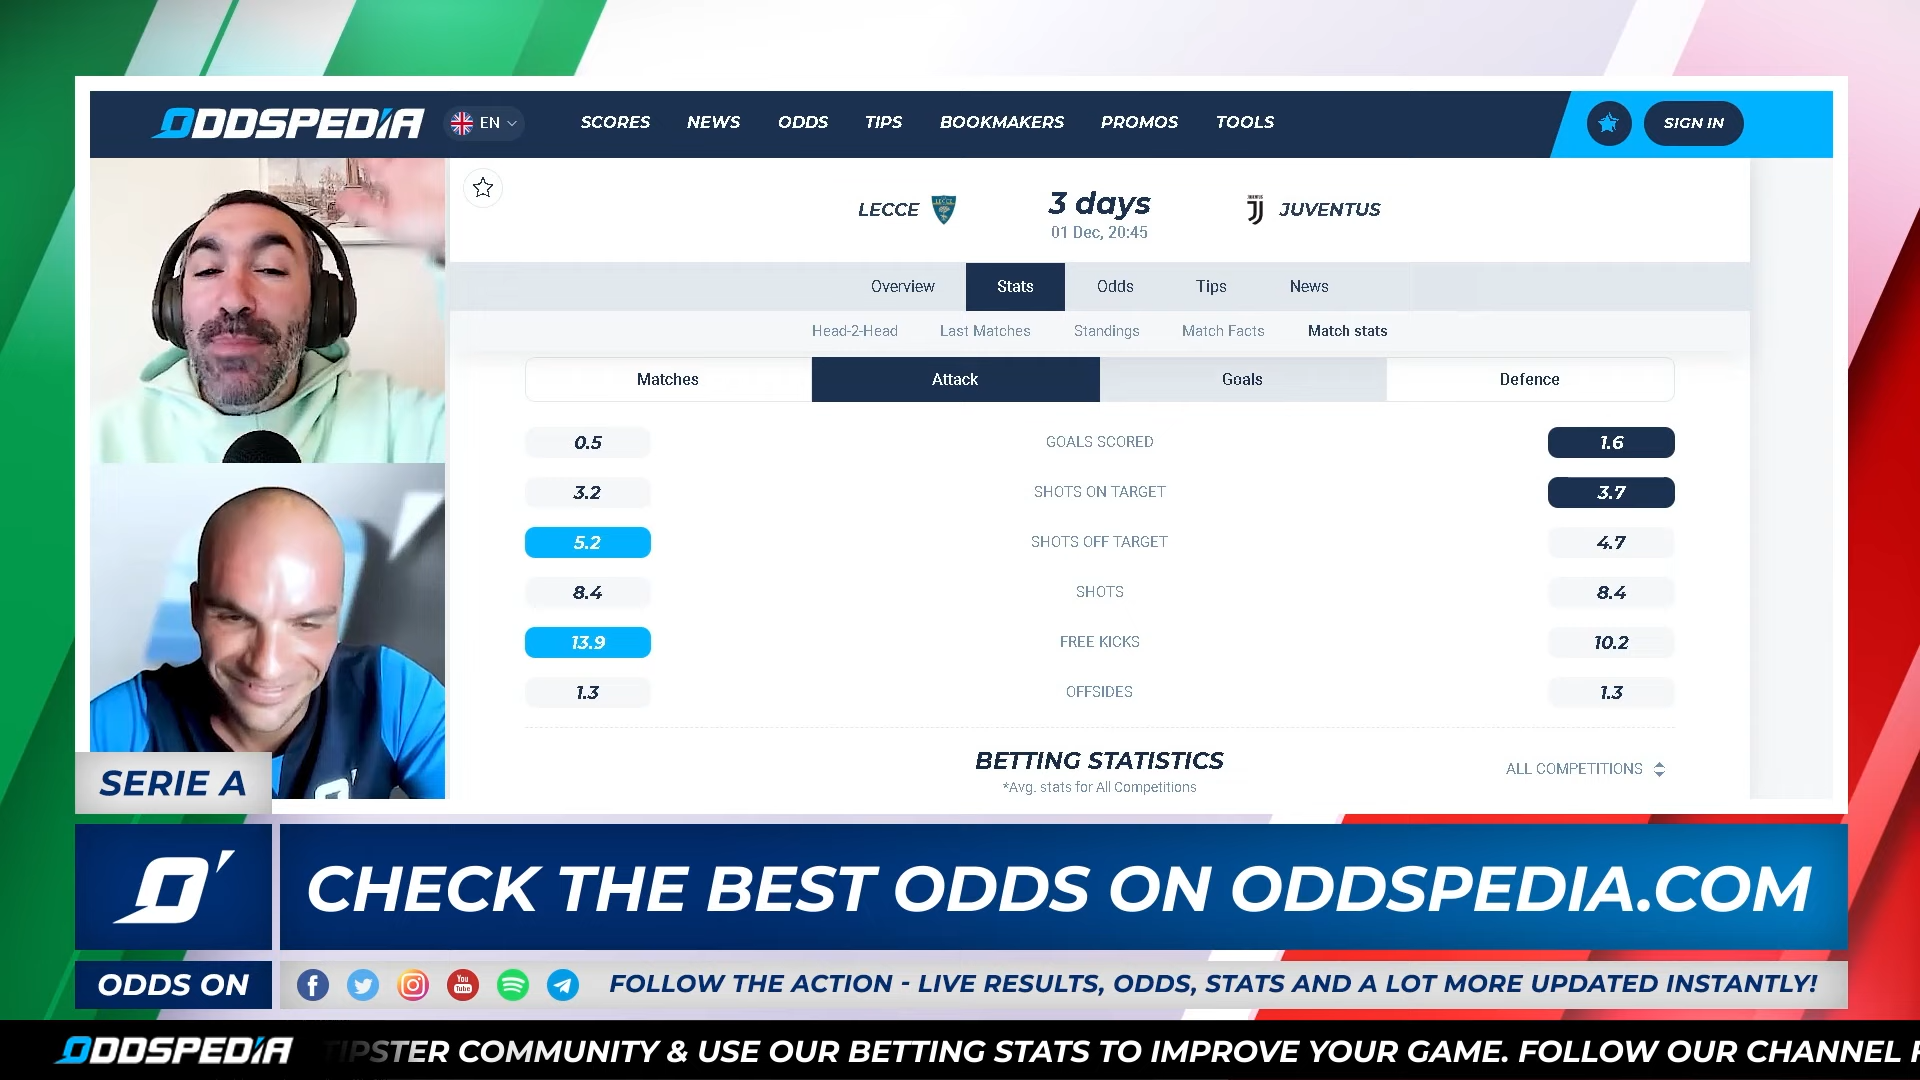 ODDSPEDIA
EN
SCORES NEWS ODDS TIPS BOOKMAKERS PROMOS TOOLS
SIGN IN
LECCE
3 days
01 Dec, 20:45
JUVENTUS
Overview Stats Odds Tips News
Head-2-Head Last Matches Standings Match Facts Match stats
Matches Attack Goals Defence
0.5 GOALS SCORED 1.6
3.2 SHOTS ON TARGET 3.7
5.2 SHOTS OFF TARGET 4.7
8.4 SHOTS 8.4
13.9 FREE KICKS 10.2
1.3 OFFSIDES 1.3
BETTING STATISTICS
*Avg. stats for All Competitions
ALL COMPETITIONS
SERIE A
CHECK THE BEST ODDS ON ODDSPEDIA.COM
ODDS ON
You Tube
FOLLOW THE ACTION - LIVE RESULTS, ODDS, STATS AND A LOT MORE UPDATED INSTANTLY!
ODDSPEDIA
TIPSTER COMMUNITY & USE OUR BETTING STATS TO IMPROVE YOUR GAME. FOLLOW OUR CHANNEL